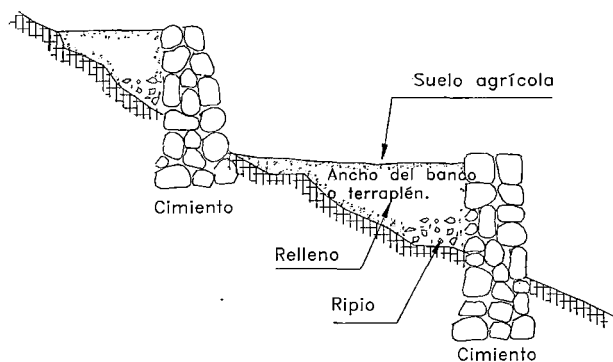 Suelo agrícola
Ancho del banco
o terraplén.
Cimiento
Relleno
Ripio
Cimiento